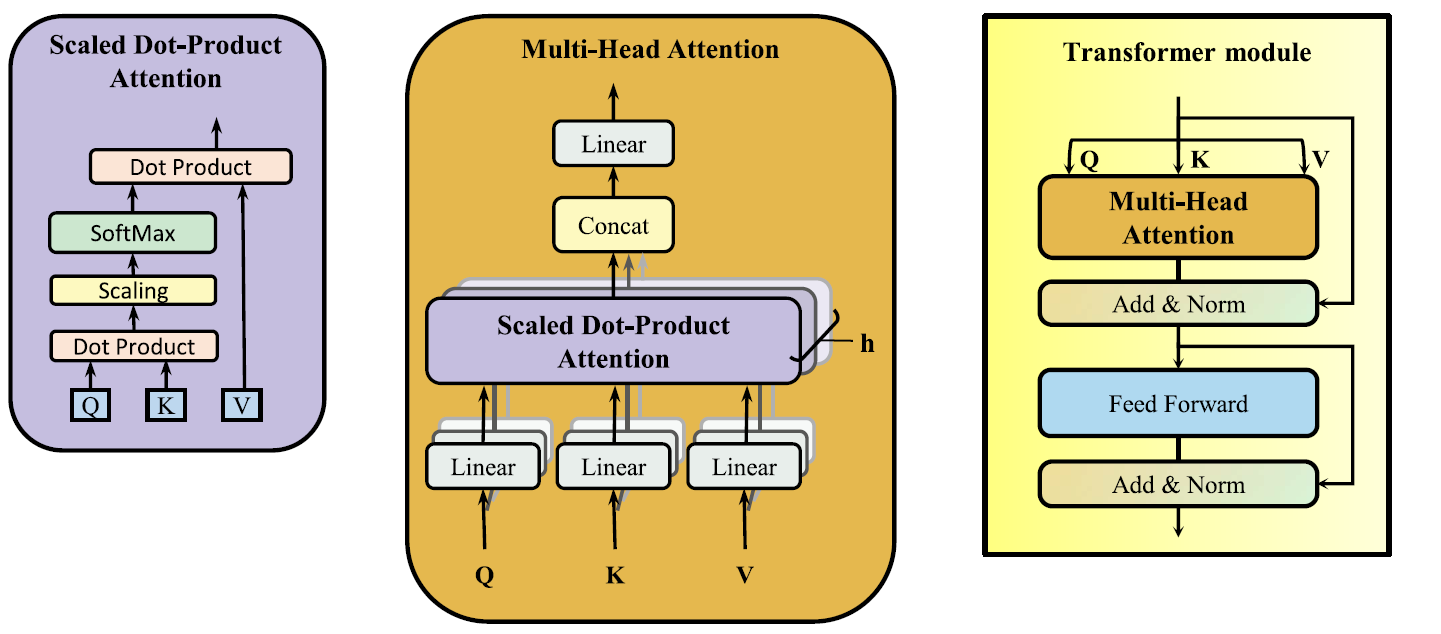 Scaled Dot-Product
Attention
Dot Product
SoftMax
Scaling
Dot Product
Q K V
Multi-Head Attention
Linear
Concat
Scaled Dot-Product
Attention
h
Linear Linear Linear
Q K V
Transformer module
Q K V
Multi-Head
Attention
Add & Norm
Feed Forward
Add & Norm